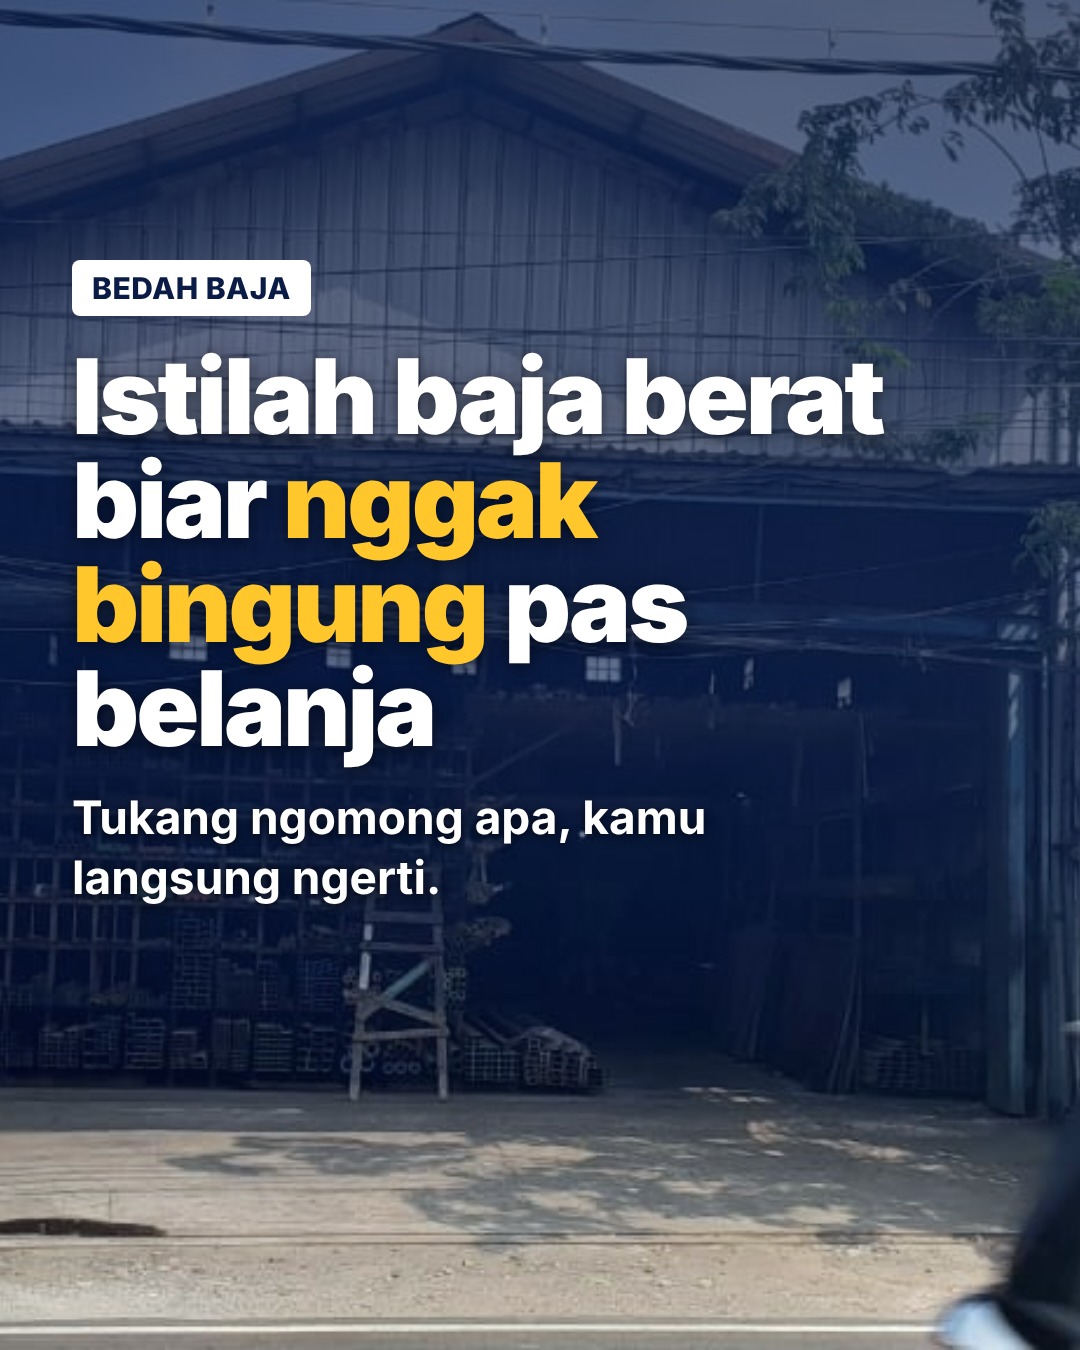 BEDAH BAJA
Istilah baja berat
biar nggak
bingung pas
belanja
Tukang ngomong apa, kamu
langsung ngerti.